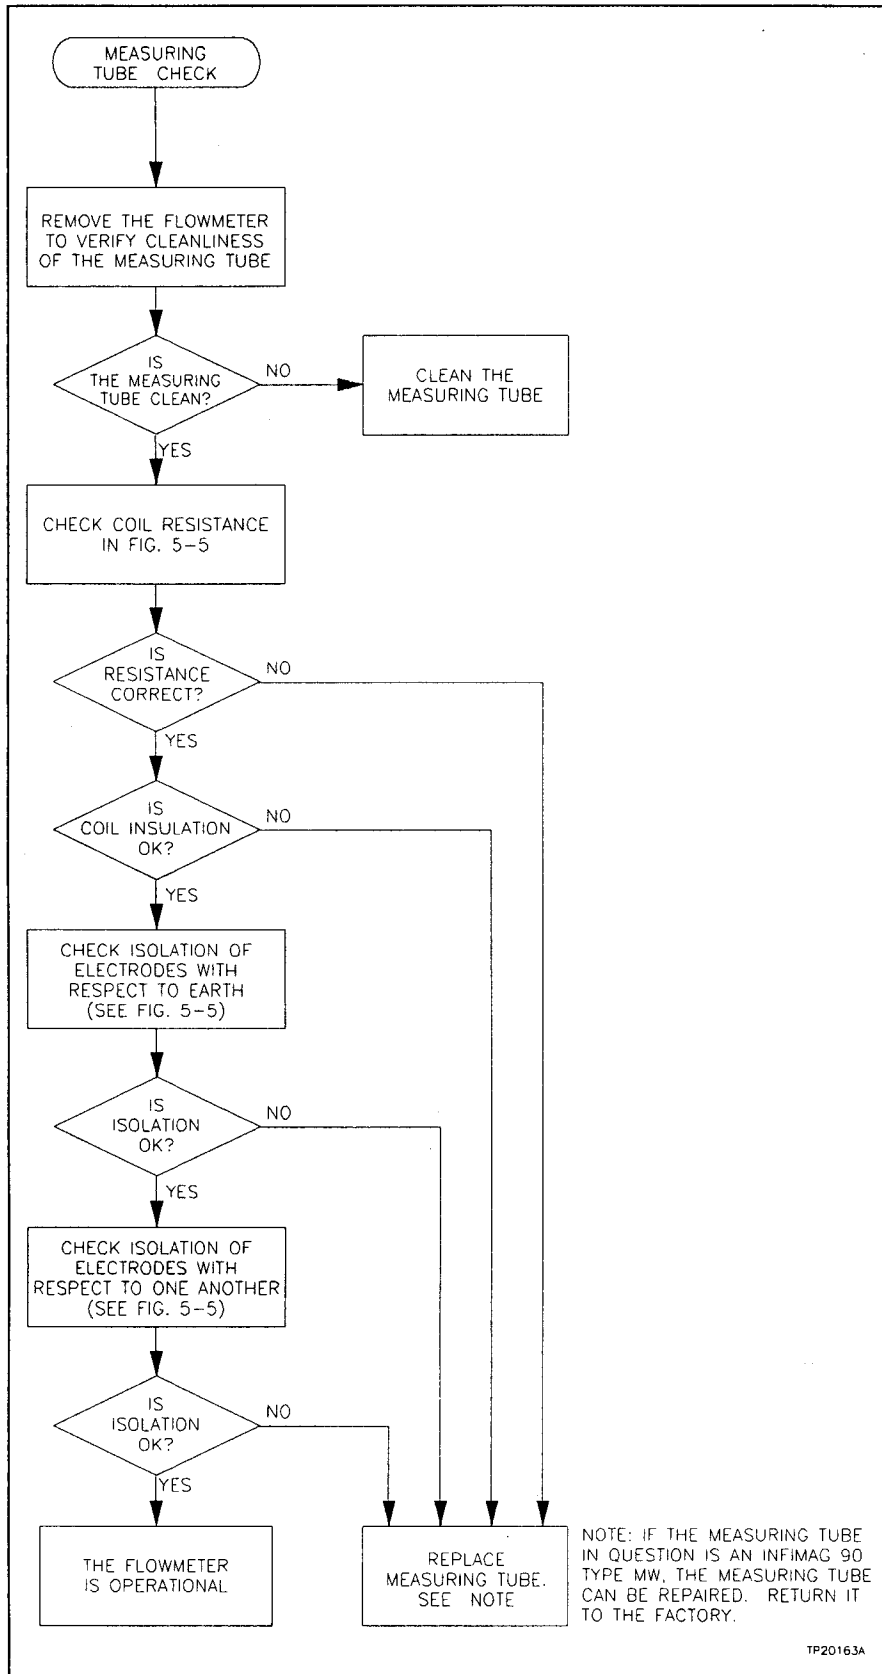 MEASURING
TUBE CHECK
REMOVE THE FLOWMETER
TO VERIFY CLEANLINESS
OF THE MEASURING TUBE
IS
THE MEASURING
TUBE CLEAN?
NO
CLEAN THE
MEASURING TUBE
YES
CHECK COIL RESISTANCE
IN FIG. 5-5
IS
RESISTANCE
CORRECT?
NO
YES
IS
COIL INSULATION
OK?
NO
YES
CHECK ISOLATION OF
ELECTRODES WITH
RESPECT TO EARTH
(SEE FIG. 5-5)
IS
ISOLATION
OK?
NO
YES
CHECK ISOLATION OF
ELECTRODES WITH
RESPECT TO ONE ANOTHER
(SEE FIG. 5-5)
IS
ISOLATION
OK?
NO
YES
THE FLOWMETER
IS OPERATIONAL
REPLACE
MEASURING TUBE.
SEE NOTE
NOTE: IF THE MEASURING TUBE
IN QUESTION IS AN INFIMAG 90
TYPE MW, THE MEASURING TUBE
CAN BE REPAIRED. RETURN IT
TO THE FACTORY.
TP20163A